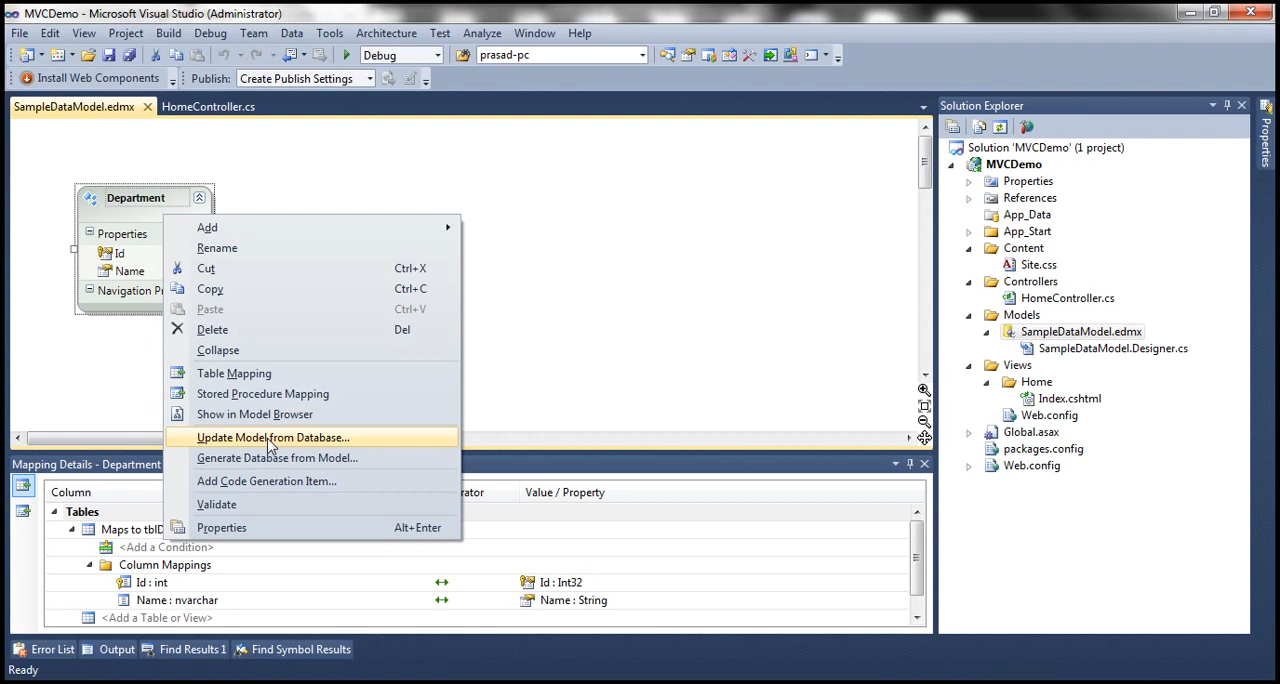 MVCDemo - Microsoft Visual Studio (Administrator)
File Edit View Project Build Debug Team Data Tools Architecture Test Analyze Window Help
Debug prasad-pc
Install Web Components Publish: Create Publish Settings
SampleDataModel.edmx HomeController.cs
Department
Properties
Id
Name
Navigation Pr
Add
Rename
Cut Ctrl+X
Copy Ctrl+C
Paste Ctrl+V
Delete Del
Collapse
Table Mapping
Stored Procedure Mapping
Show in Model Browser
Update Model from Database...
Generate Database from Model...
Add Code Generation Item...
Validate
Properties Alt+Enter
Mapping Details - Department
Column rator Value / Property
Tables
Maps to tblD
<Add a Condition>
Column Mappings
Id : int Id : Int32
Name : nvarchar Name : String
<Add a Table or View>
Solution Explorer
Solution 'MVCDemo' (1 project)
MVCDemo
Properties
References
App_Data
App_Start
Content
Site.css
Controllers
HomeController.cs
Models
SampleDataModel.edmx
SampleDataModel.Designer.cs
Views
Home
Index.cshtml
Web.config
Global.asax
packages.config
Web.config
Properties
Error List Output Find Results 1 Find Symbol Results
Ready